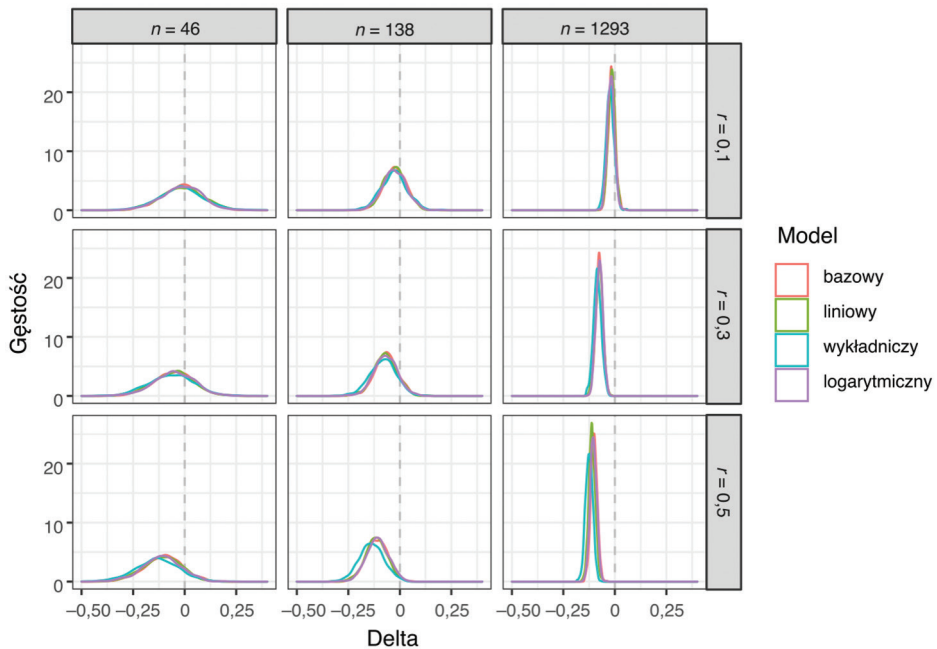 n = 46
n = 138
n = 1293
20
10
0
r = 0,1
20
10
0
r = 0,3
20
10
0
r = 0,5
Gęstość
−0,50 −0,25 0 0,25
−0,50 −0,25 0 0,25
−0,50 −0,25 0 0,25
Delta
Model
bazowy
liniowy
wykładniczy
logarytmiczny